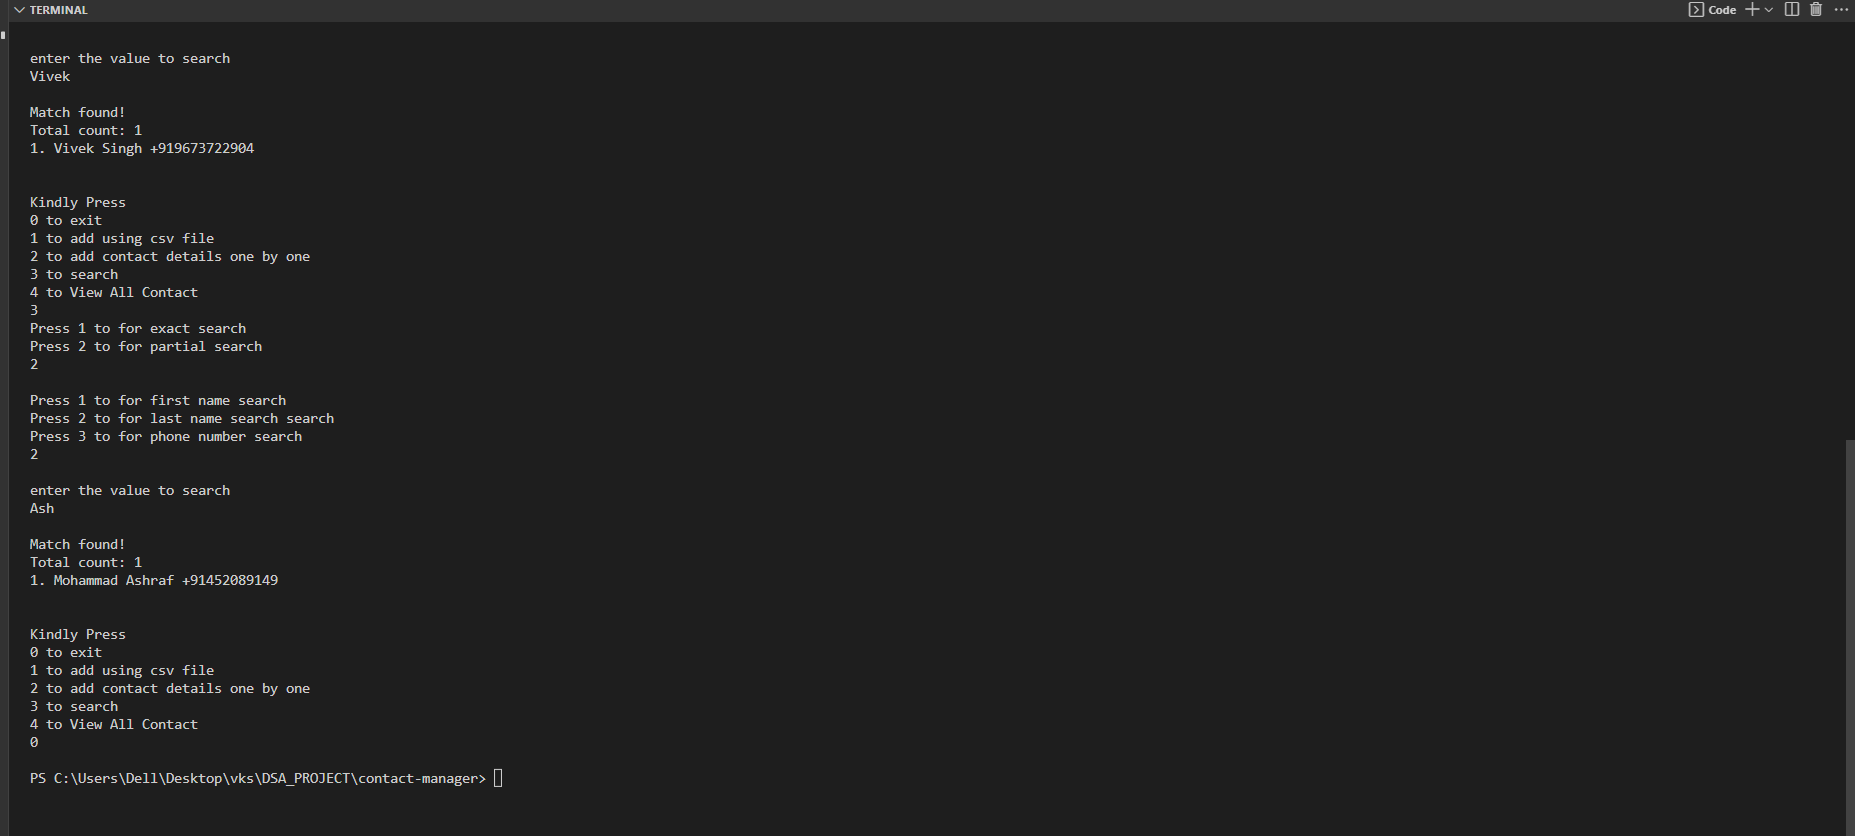 TERMINAL
Code
enter the value to search
Vivek
Match found!
Total count: 1
1. Vivek Singh +919673722904
Kindly Press
0 to exit
1 to add using csv file
2 to add contact details one by one
3 to search
4 to View All Contact
3
Press 1 to for exact search
Press 2 to for partial search
2
Press 1 to for first name search
Press 2 to for last name search search
Press 3 to for phone number search
2
enter the value to search
Ash
Match found!
Total count: 1
1. Mohammad Ashraf +91452089149
Kindly Press
0 to exit
1 to add using csv file
2 to add contact details one by one
3 to search
4 to View All Contact
0
PS C:\Users\Dell\Desktop\vks\DSA_PROJECT\contact-manager>